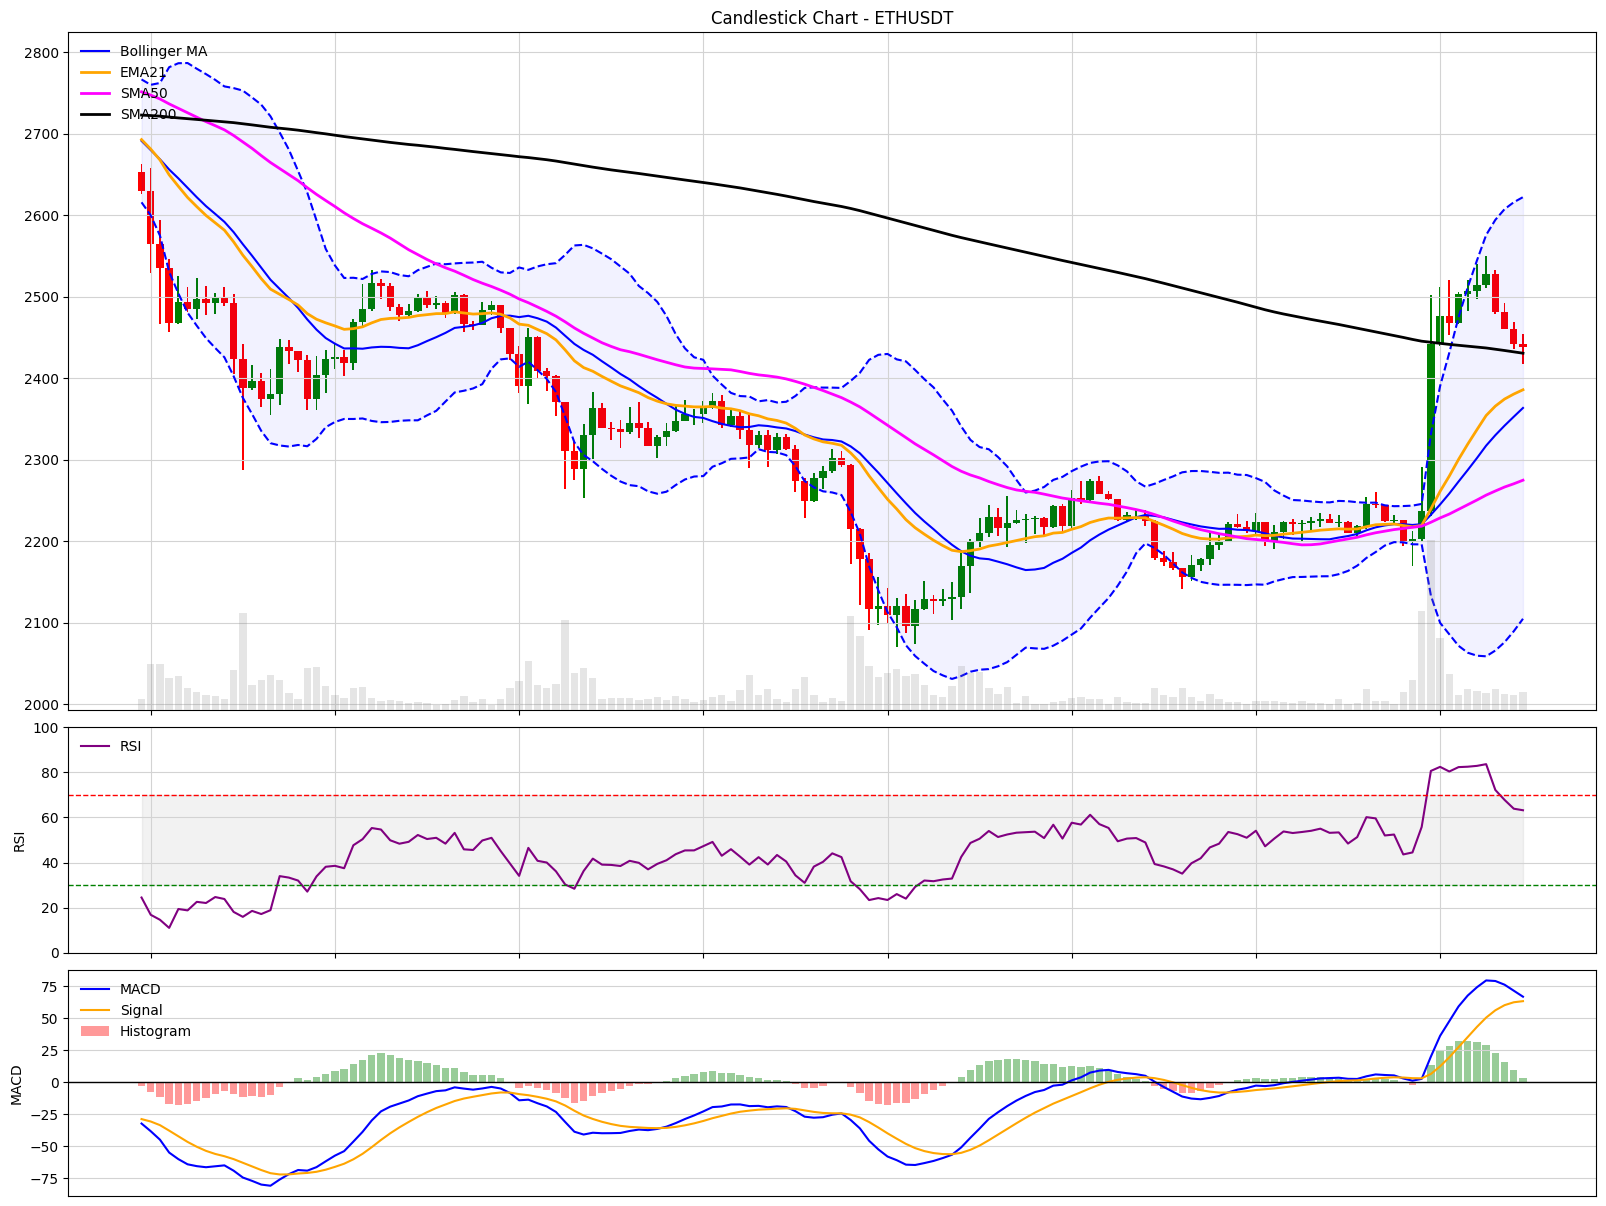 Candlestick Chart - ETHUSDT
Bollinger MA
EMA21
SMA50
SMA200
2800
2700
2600
2500
2400
2300
2200
2100
2000
RSI
100
80
60
40
20
0
RSI
MACD
Signal
Histogram
75
50
25
0
−25
−50
−75
MACD